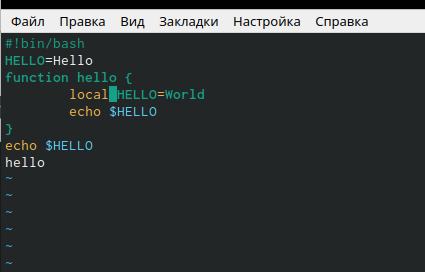 Файл Правка Вид Закладки Настройка Справка
#!bin/bash
HELLO=Hello
function hello {
        local HELLO=World
        echo $HELLO
}
echo $HELLO
hello
~
~
~
~
~
~